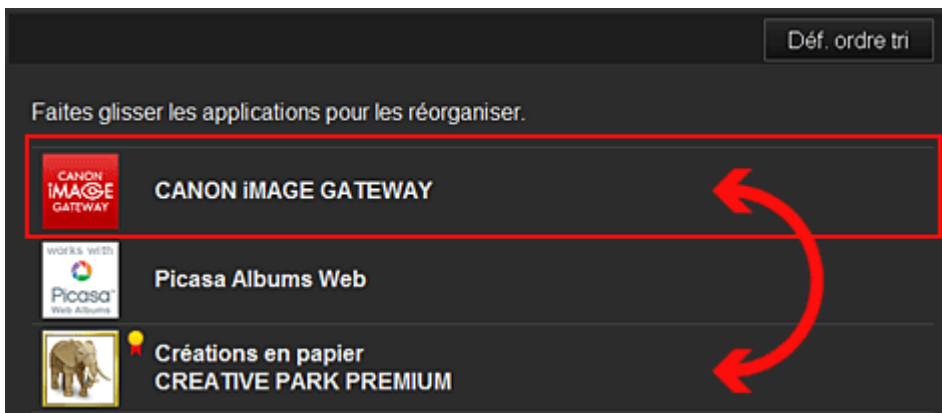 Déf. ordre tri
Faites glisser les applications pour les réorganiser.
CANON
iMAGE
GATEWAY
CANON iMAGE GATEWAY
works with
Picasa™
Web Albums
Picasa Albums Web
Créations en papier
CREATIVE PARK PREMIUM